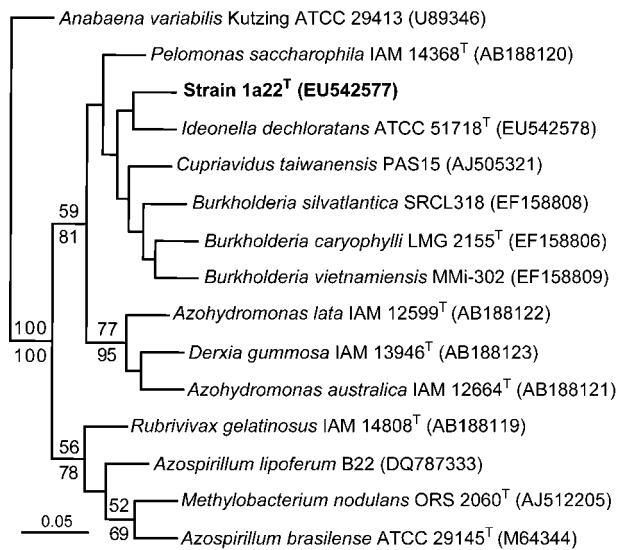 Anabaena variabilis Kutzing ATCC 29413 (U89346)
Pelomonas saccharophila IAM 14368ᵀ (AB188120)
Strain 1a22ᵀ (EU542577)
Ideonella dechloratans ATCC 51718ᵀ (EU542578)
Cupriavidus taiwanensis PAS15 (AJ505321)
Burkholderia silvatlantica SRCL318 (EF158808)
59
81
Burkholderia caryophylli LMG 2155ᵀ (EF158806)
Burkholderia vietnamiensis MMi-302 (EF158809)
Azohydromonas lata IAM 12599ᵀ (AB188122)
100
100
77
95
Derxia gummosa IAM 13946ᵀ (AB188123)
Azohydromonas australica IAM 12664ᵀ (AB188121)
Rubrivivax gelatinosus IAM 14808ᵀ (AB188119)
56
78
Azospirillum lipoferum B22 (DQ787333)
52
69
Methylobacterium nodulans ORS 2060ᵀ (AJ512205)
0.05
Azospirillum brasilense ATCC 29145ᵀ (M64344)